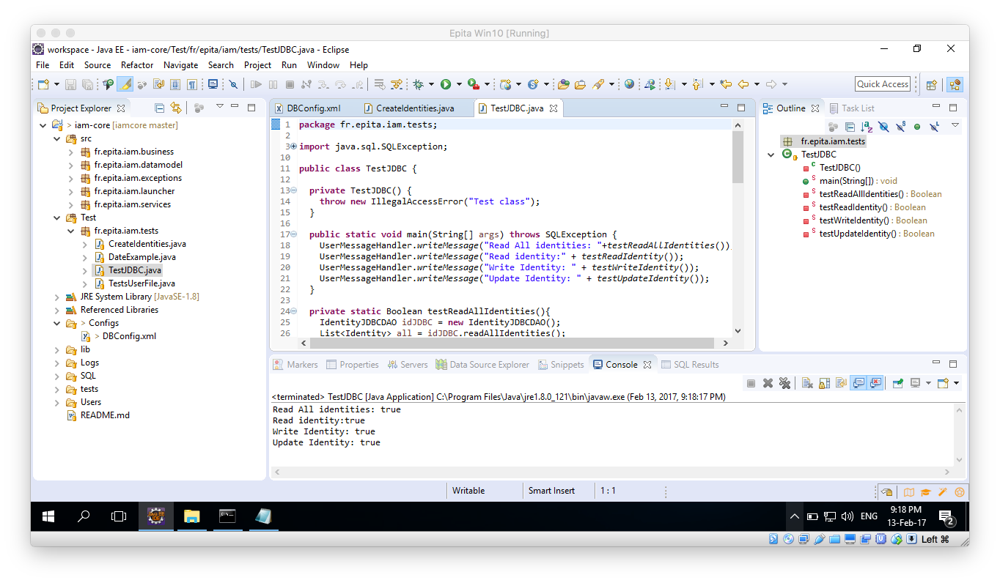 Epita Win10 [Running]
workspace - Java EE - iam-core/Test/fr/epita/iam/tests/TestJDBC.java - Eclipse
File Edit Source Refactor Navigate Search Project Run Window Help
Quick Access
Project Explorer
> iam-core [iamcore master]
src
fr.epita.iam.business
fr.epita.iam.datamodel
fr.epita.iam.exceptions
fr.epita.iam.launcher
fr.epita.iam.services
Test
fr.epita.iam.tests
CreateIdentities.java
DateExample.java
TestJDBC.java
TestsUserFile.java
JRE System Library [JavaSE-1.8]
Referenced Libraries
> Configs
> DBConfig.xml
lib
Logs
SQL
tests
Users
README.md
DBConfig.xml CreateIdentities.java TestJDBC.java
1 package fr.epita.iam.tests;
2
3 import java.sql.SQLException;
10
11 public class TestJDBC {
12
13 private TestJDBC() {
14 throw new IllegalAccessError("Test class");
15 }
16
17 public static void main(String[] args) throws SQLException {
18 UserMessageHandler.writeMessage("Read All identities: "+testReadAllIdentities());
19 UserMessageHandler.writeMessage("Read identity:" + testReadIdentity());
20 UserMessageHandler.writeMessage("Write Identity: " + testWriteIdentity());
21 UserMessageHandler.writeMessage("Update Identity: " + testUpdateIdentity());
22 }
23
24 private static Boolean testReadAllIdentities(){
25 IdentityJDBCDAO idJDBC = new IdentityJDBCDAO();
26 List<Identity> all = idJDBC.readAllIdentities();
Outline Task List
fr.epita.iam.tests
TestJDBC
TestJDBC()
main(String[]) : void
testReadAllIdentities() : Boolean
testReadIdentity() : Boolean
testWriteIdentity() : Boolean
testUpdateIdentity() : Boolean
Markers Properties Servers Data Source Explorer Snippets Console SQL Results
<terminated> TestJDBC [Java Application] C:\Program Files\Java\jre1.8.0_121\bin\javaw.exe (Feb 13, 2017, 9:18:17 PM)
Read All identities: true
Read identity:true
Write Identity: true
Update Identity: true
Writable Smart Insert 1 : 1
ENG
9:18 PM
13-Feb-17
2
Left ⌘